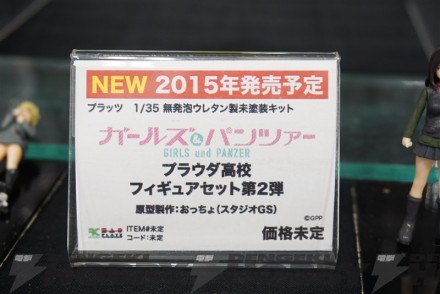 NEW 2015年発売予定
プラッツ 1/35 無発泡ウレタン製未塗装キット
ガールズ&パンツァー
GIRLS und PANZER
プラウダ高校
フィギュアセット第2弾
原型製作:おっちょ(スタジオGS)
©GPP
PLATZ
ITEM#未定
コード:未定
価格未定
電撃
DENGEKI